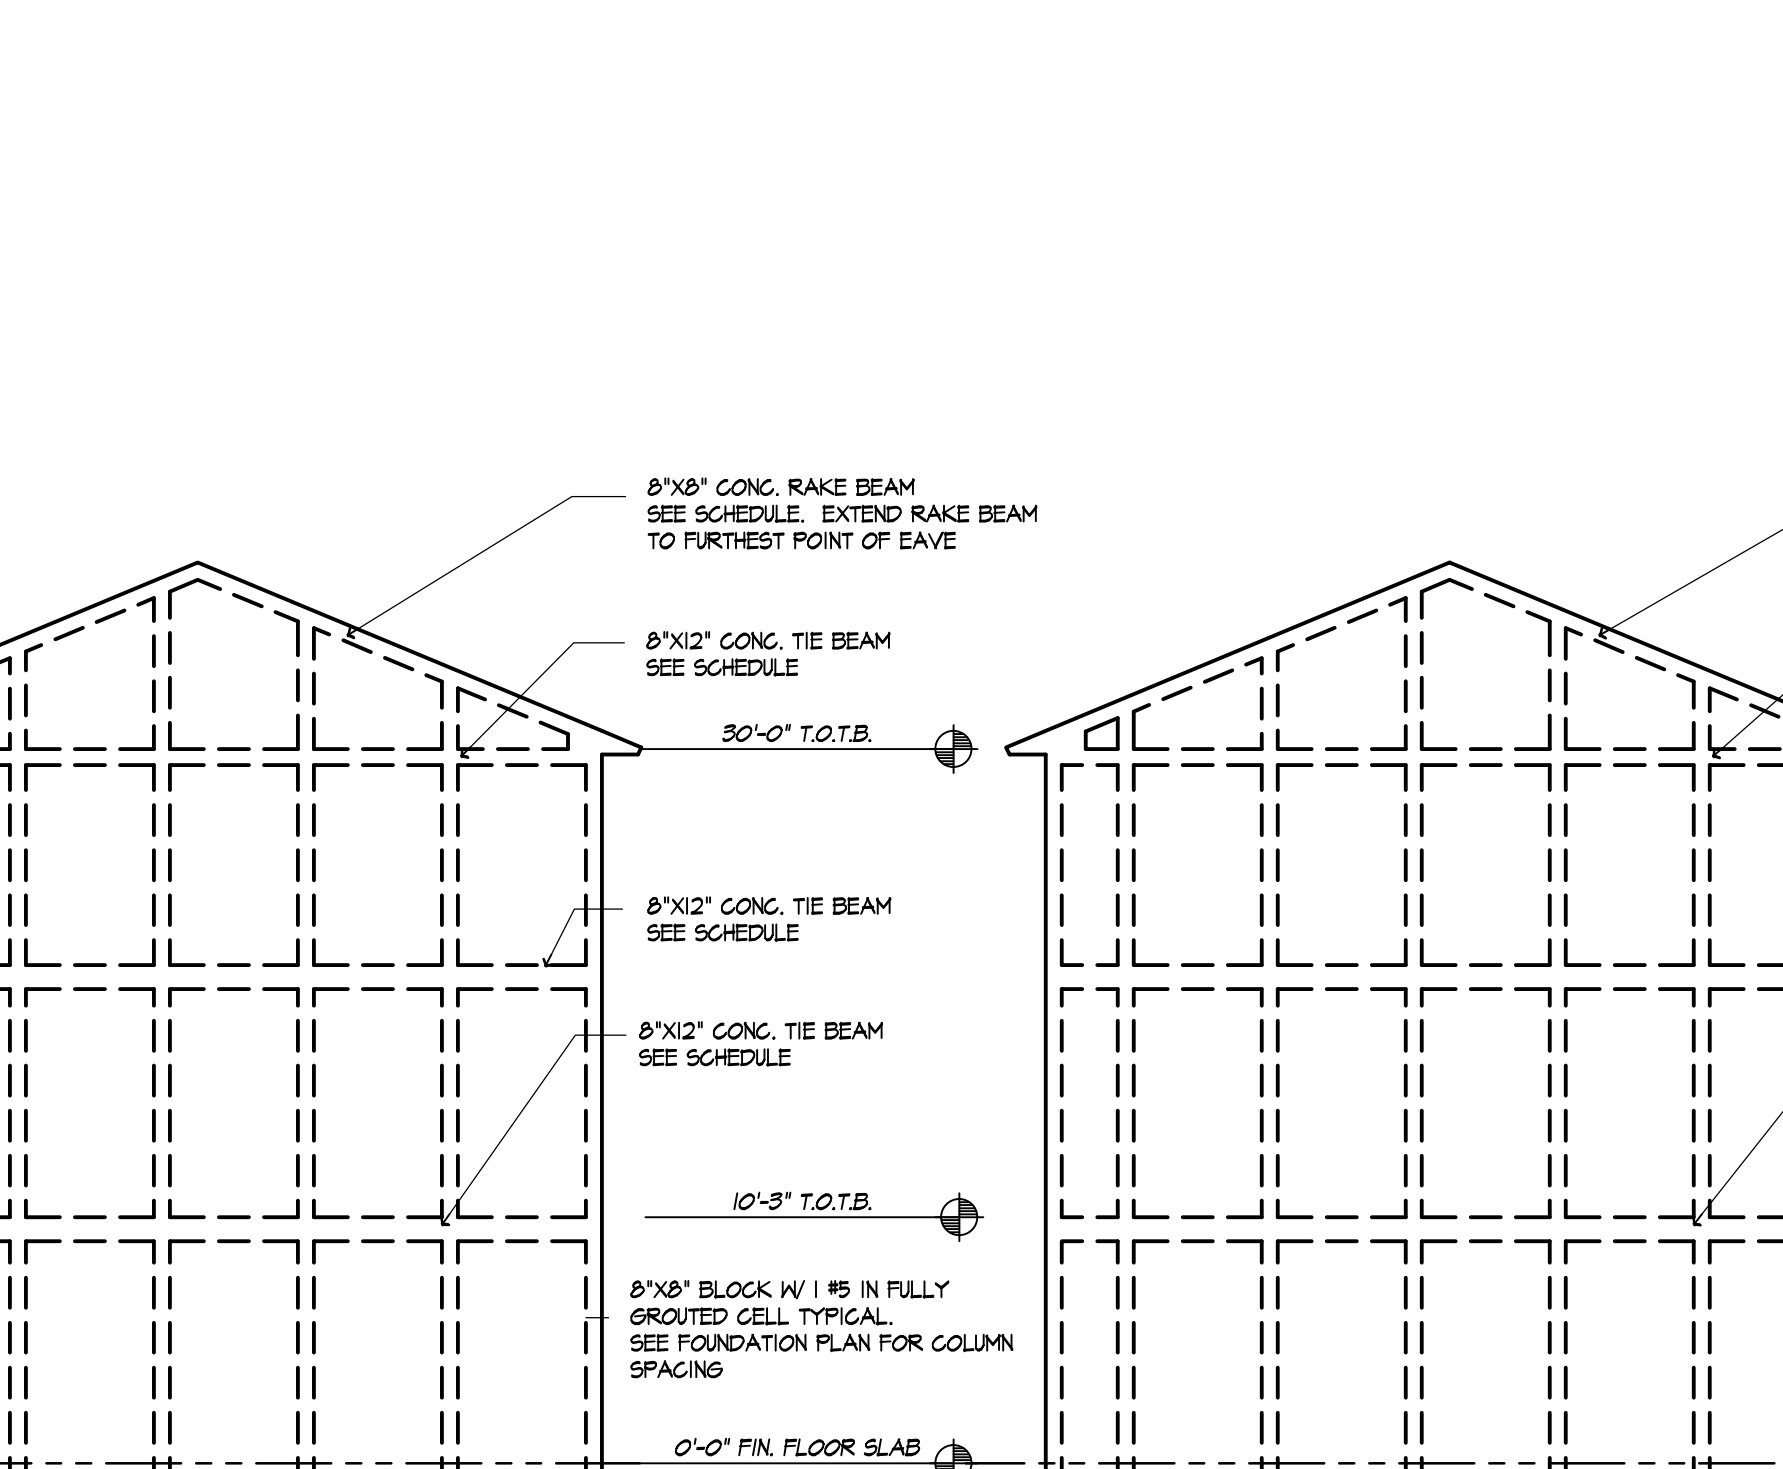 8"X8" CONC. RAKE BEAM
SEE SCHEDULE. EXTEND RAKE BEAM
TO FURTHEST POINT OF EAVE
8"X12" CONC. TIE BEAM
SEE SCHEDULE
30'-0" T.O.T.B.
8"X12" CONC. TIE BEAM
SEE SCHEDULE
8"X12" CONC. TIE BEAM
SEE SCHEDULE
10'-3" T.O.T.B.
8"X8" BLOCK W/ 1 #5 IN FULLY
GROUTED CELL TYPICAL.
SEE FOUNDATION PLAN FOR COLUMN
SPACING
0'-0" FIN. FLOOR SLAB